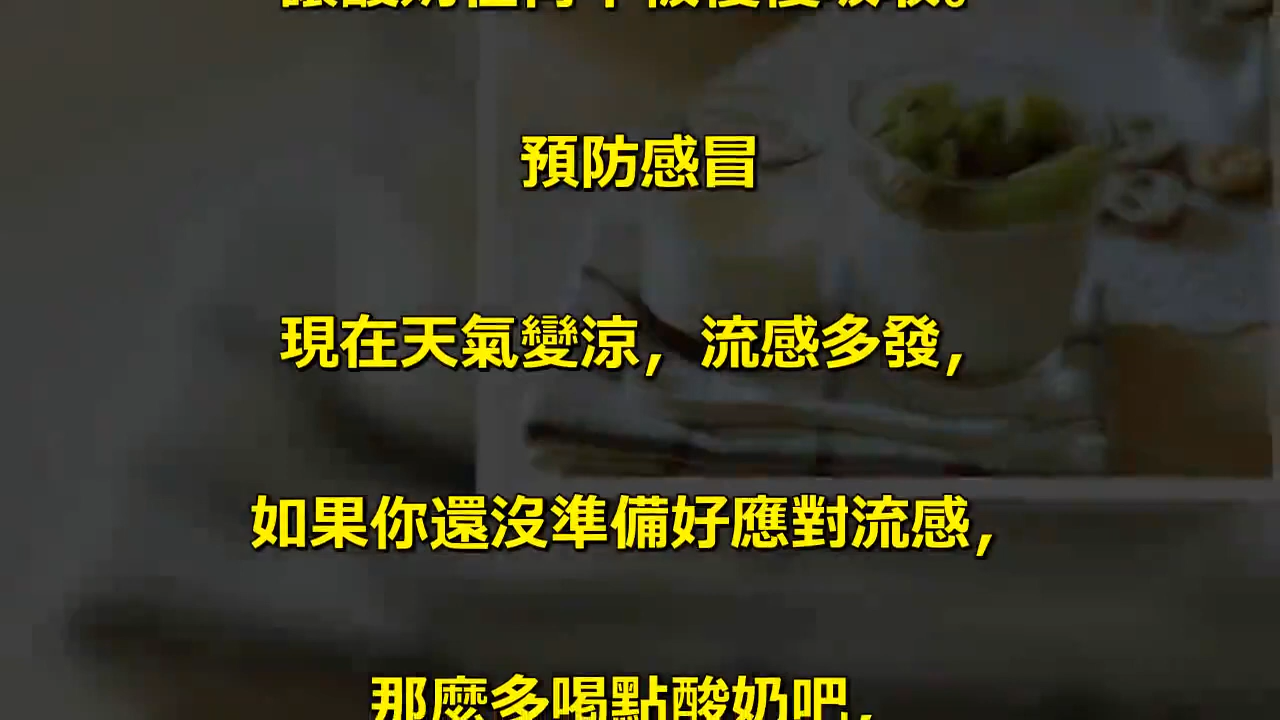 預防感冒
現在天氣變涼，流感多發，
如果你還沒準備好應對流感，
那麼多喝點酸奶吧，